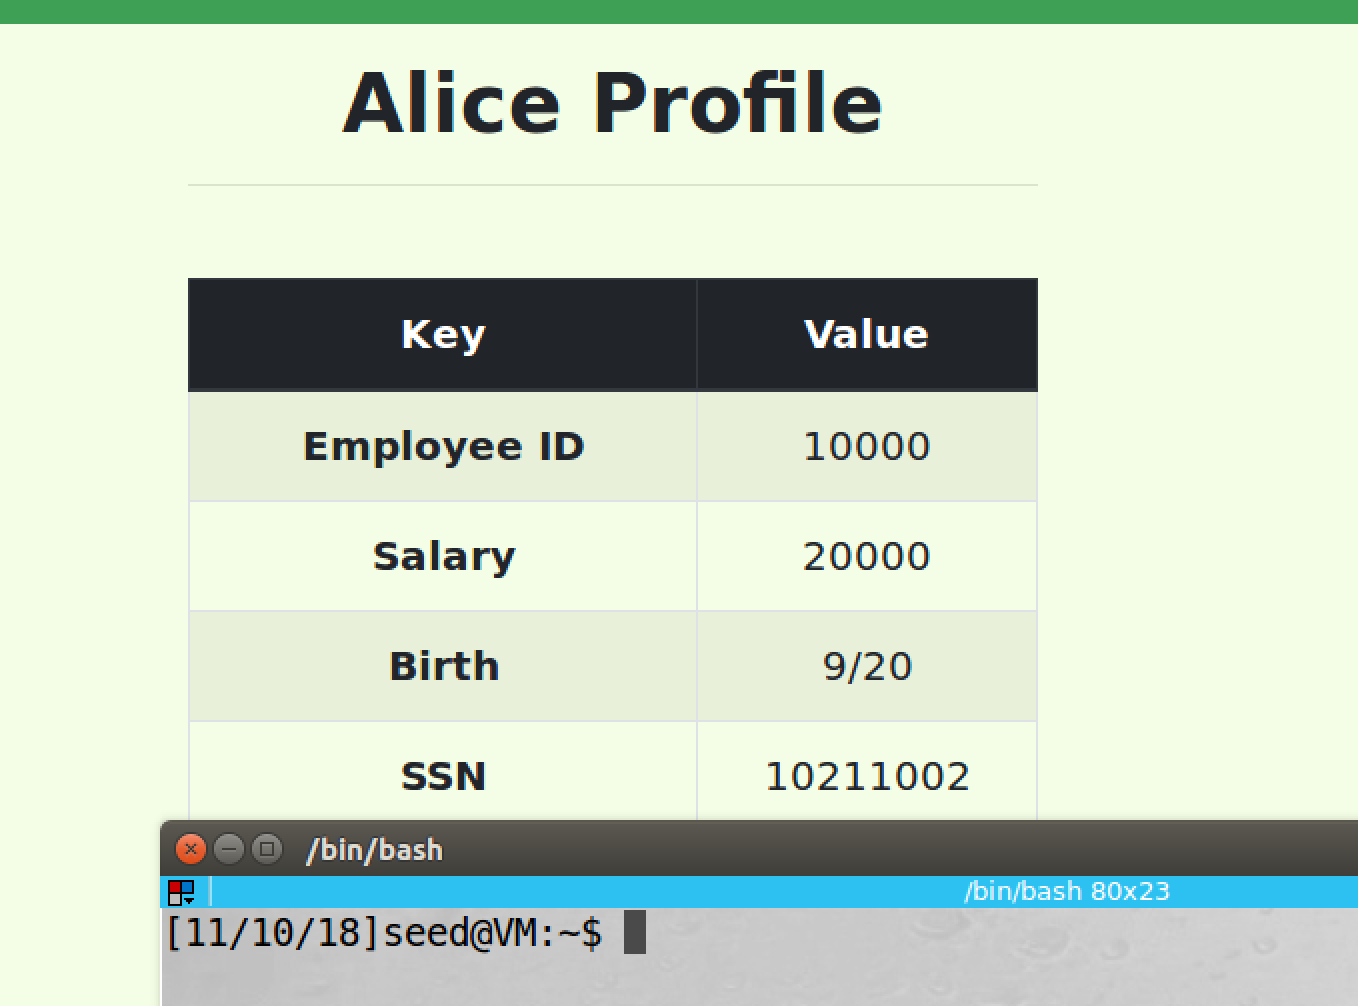 Alice Profile
Key Value
Employee ID 10000
Salary 20000
Birth 9/20
SSN 10211002
/bin/bash
/bin/bash 80x23
[11/10/18]seed@VM:~$